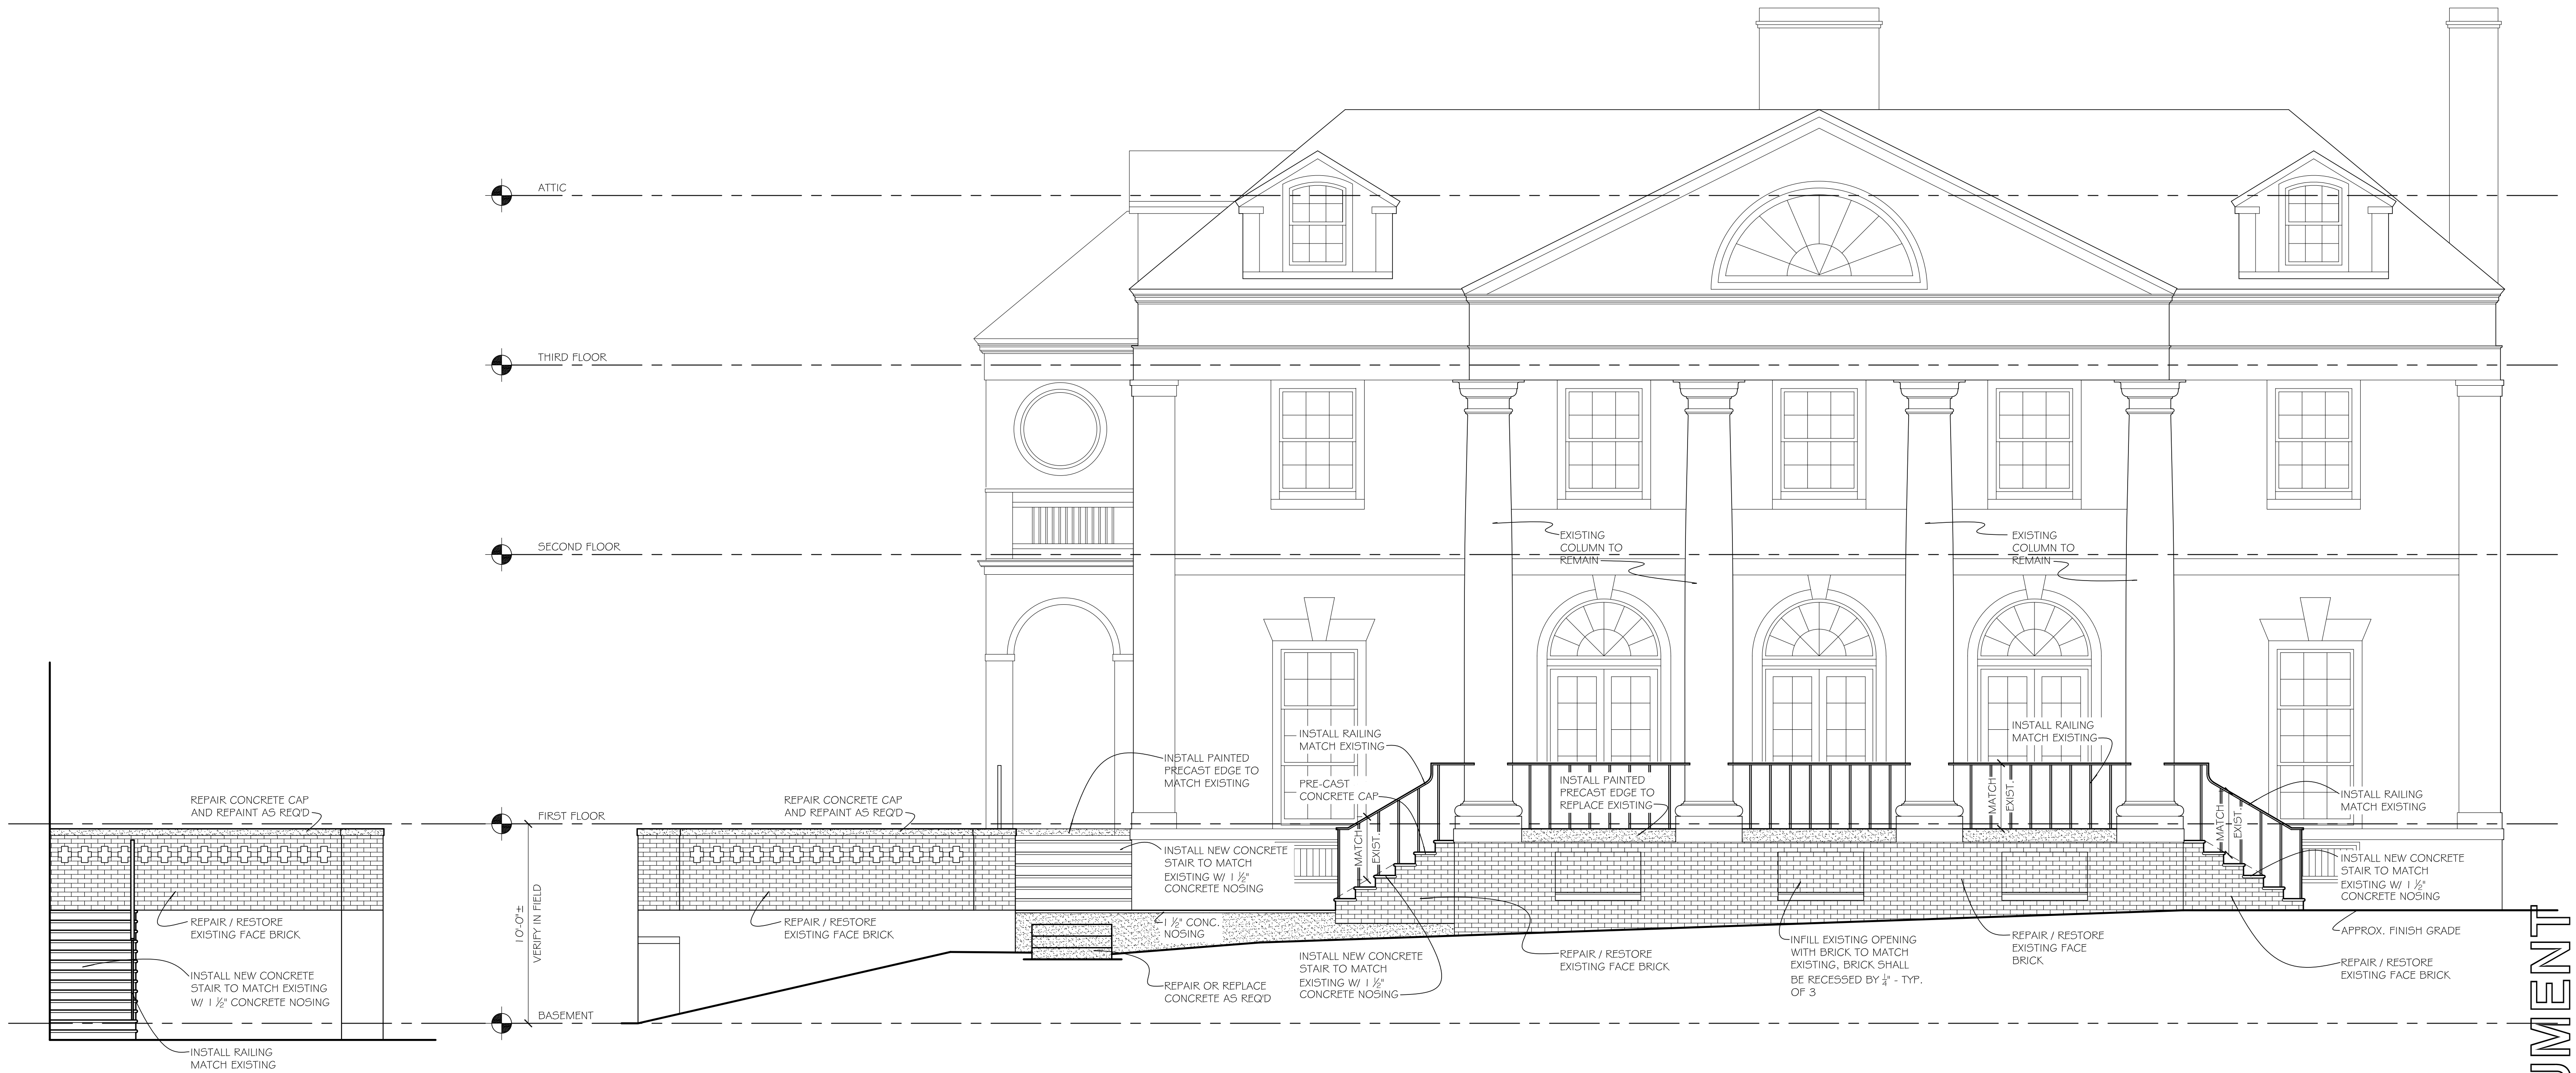 ATTIC
THIRD FLOOR
SECOND FLOOR
EXISTING
COLUMN TO
REMAIN
EXISTING
COLUMN TO
REMAIN
INSTALL RAILING
MATCH EXISTING
INSTALL RAILING
MATCH EXISTING
INSTALL PAINTED
PRECAST EDGE TO
MATCH EXISTING
PRE-CAST
CONCRETE CAP
INSTALL PAINTED
PRECAST EDGE TO
REPLACE EXISTING
MATCH
EXIST.
INSTALL RAILING
MATCH EXISTING
REPAIR CONCRETE CAP
AND REPAINT AS REQ'D
REPAIR CONCRETE CAP
AND REPAINT AS REQ'D
FIRST FLOOR
MATCH
EXIST.
MATCH
EXIST.
INSTALL NEW CONCRETE
STAIR TO MATCH
EXISTING W/ 1 ½"
CONCRETE NOSING
INSTALL NEW CONCRETE
STAIR TO MATCH
EXISTING W/ 1 ½"
CONCRETE NOSING
10'-0"±
VERIFY IN FIELD
REPAIR / RESTORE
EXISTING FACE BRICK
REPAIR / RESTORE
EXISTING FACE BRICK
1 ½" CONC.
NOSING
APPROX. FINISH GRADE
INSTALL NEW CONCRETE
STAIR TO MATCH EXISTING
W/ 1 ½" CONCRETE NOSING
REPAIR OR REPLACE
CONCRETE AS REQ'D
INSTALL NEW CONCRETE
STAIR TO MATCH
EXISTING W/ 1 ½"
CONCRETE NOSING
REPAIR / RESTORE
EXISTING FACE BRICK
INFILL EXISTING OPENING
WITH BRICK TO MATCH
EXISTING, BRICK SHALL
BE RECESSED BY ¼" - TYP.
OF 3
REPAIR / RESTORE
EXISTING FACE
BRICK
REPAIR / RESTORE
EXISTING FACE BRICK
BASEMENT
INSTALL RAILING
MATCH EXISTING
UMENT